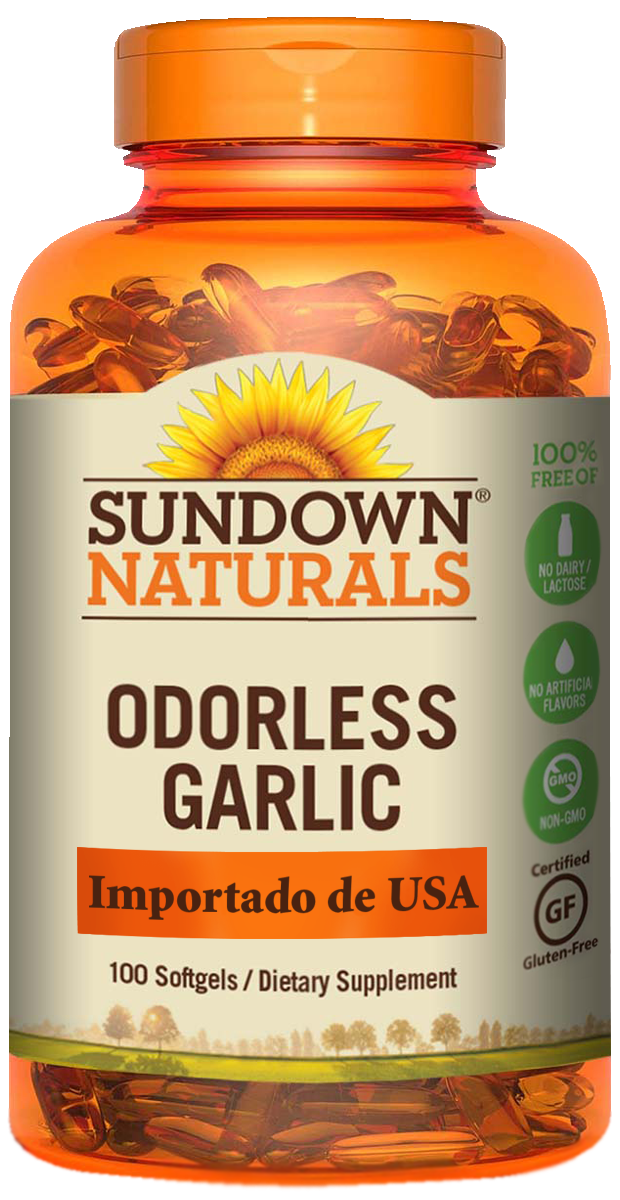 SUNDOWN®
NATURALS
ODORLESS
GARLIC
Importado de USA
100 Softgels / Dietary Supplement
100%
FREE OF
NO DAIRY /
LACTOSE
NO ARTIFICIAL
FLAVORS
GMO
NON-GMO
Certified
GF
Gluten-Free